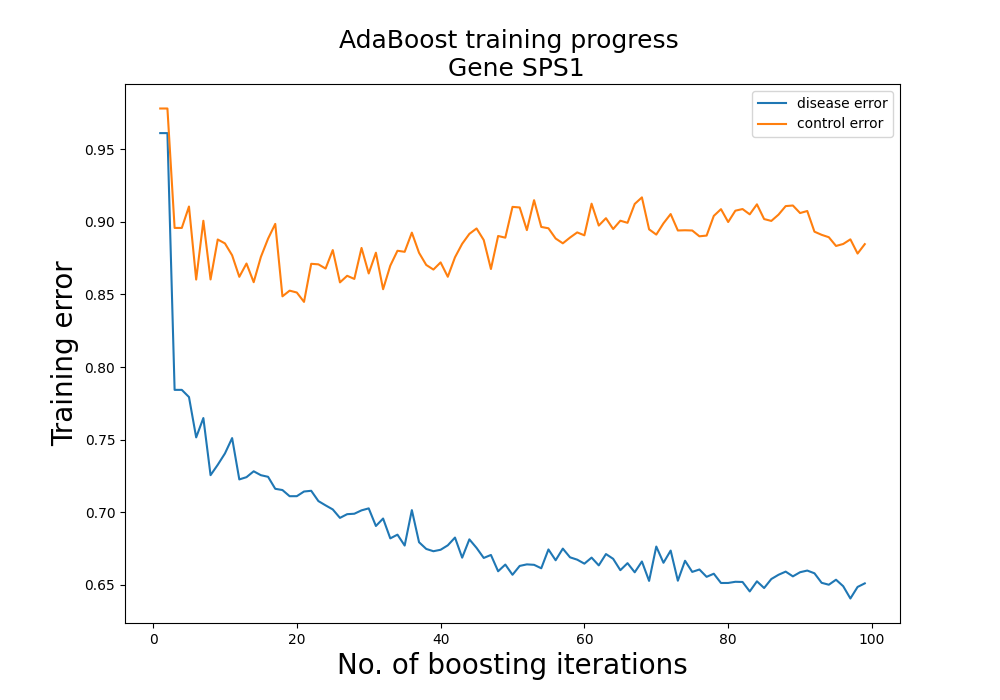 AdaBoost training progress
Gene SPS1
disease error
control error
Training error
0.95
0.90
0.85
0.80
0.75
0.70
0.65
0
20
40
60
80
100
No. of boosting iterations